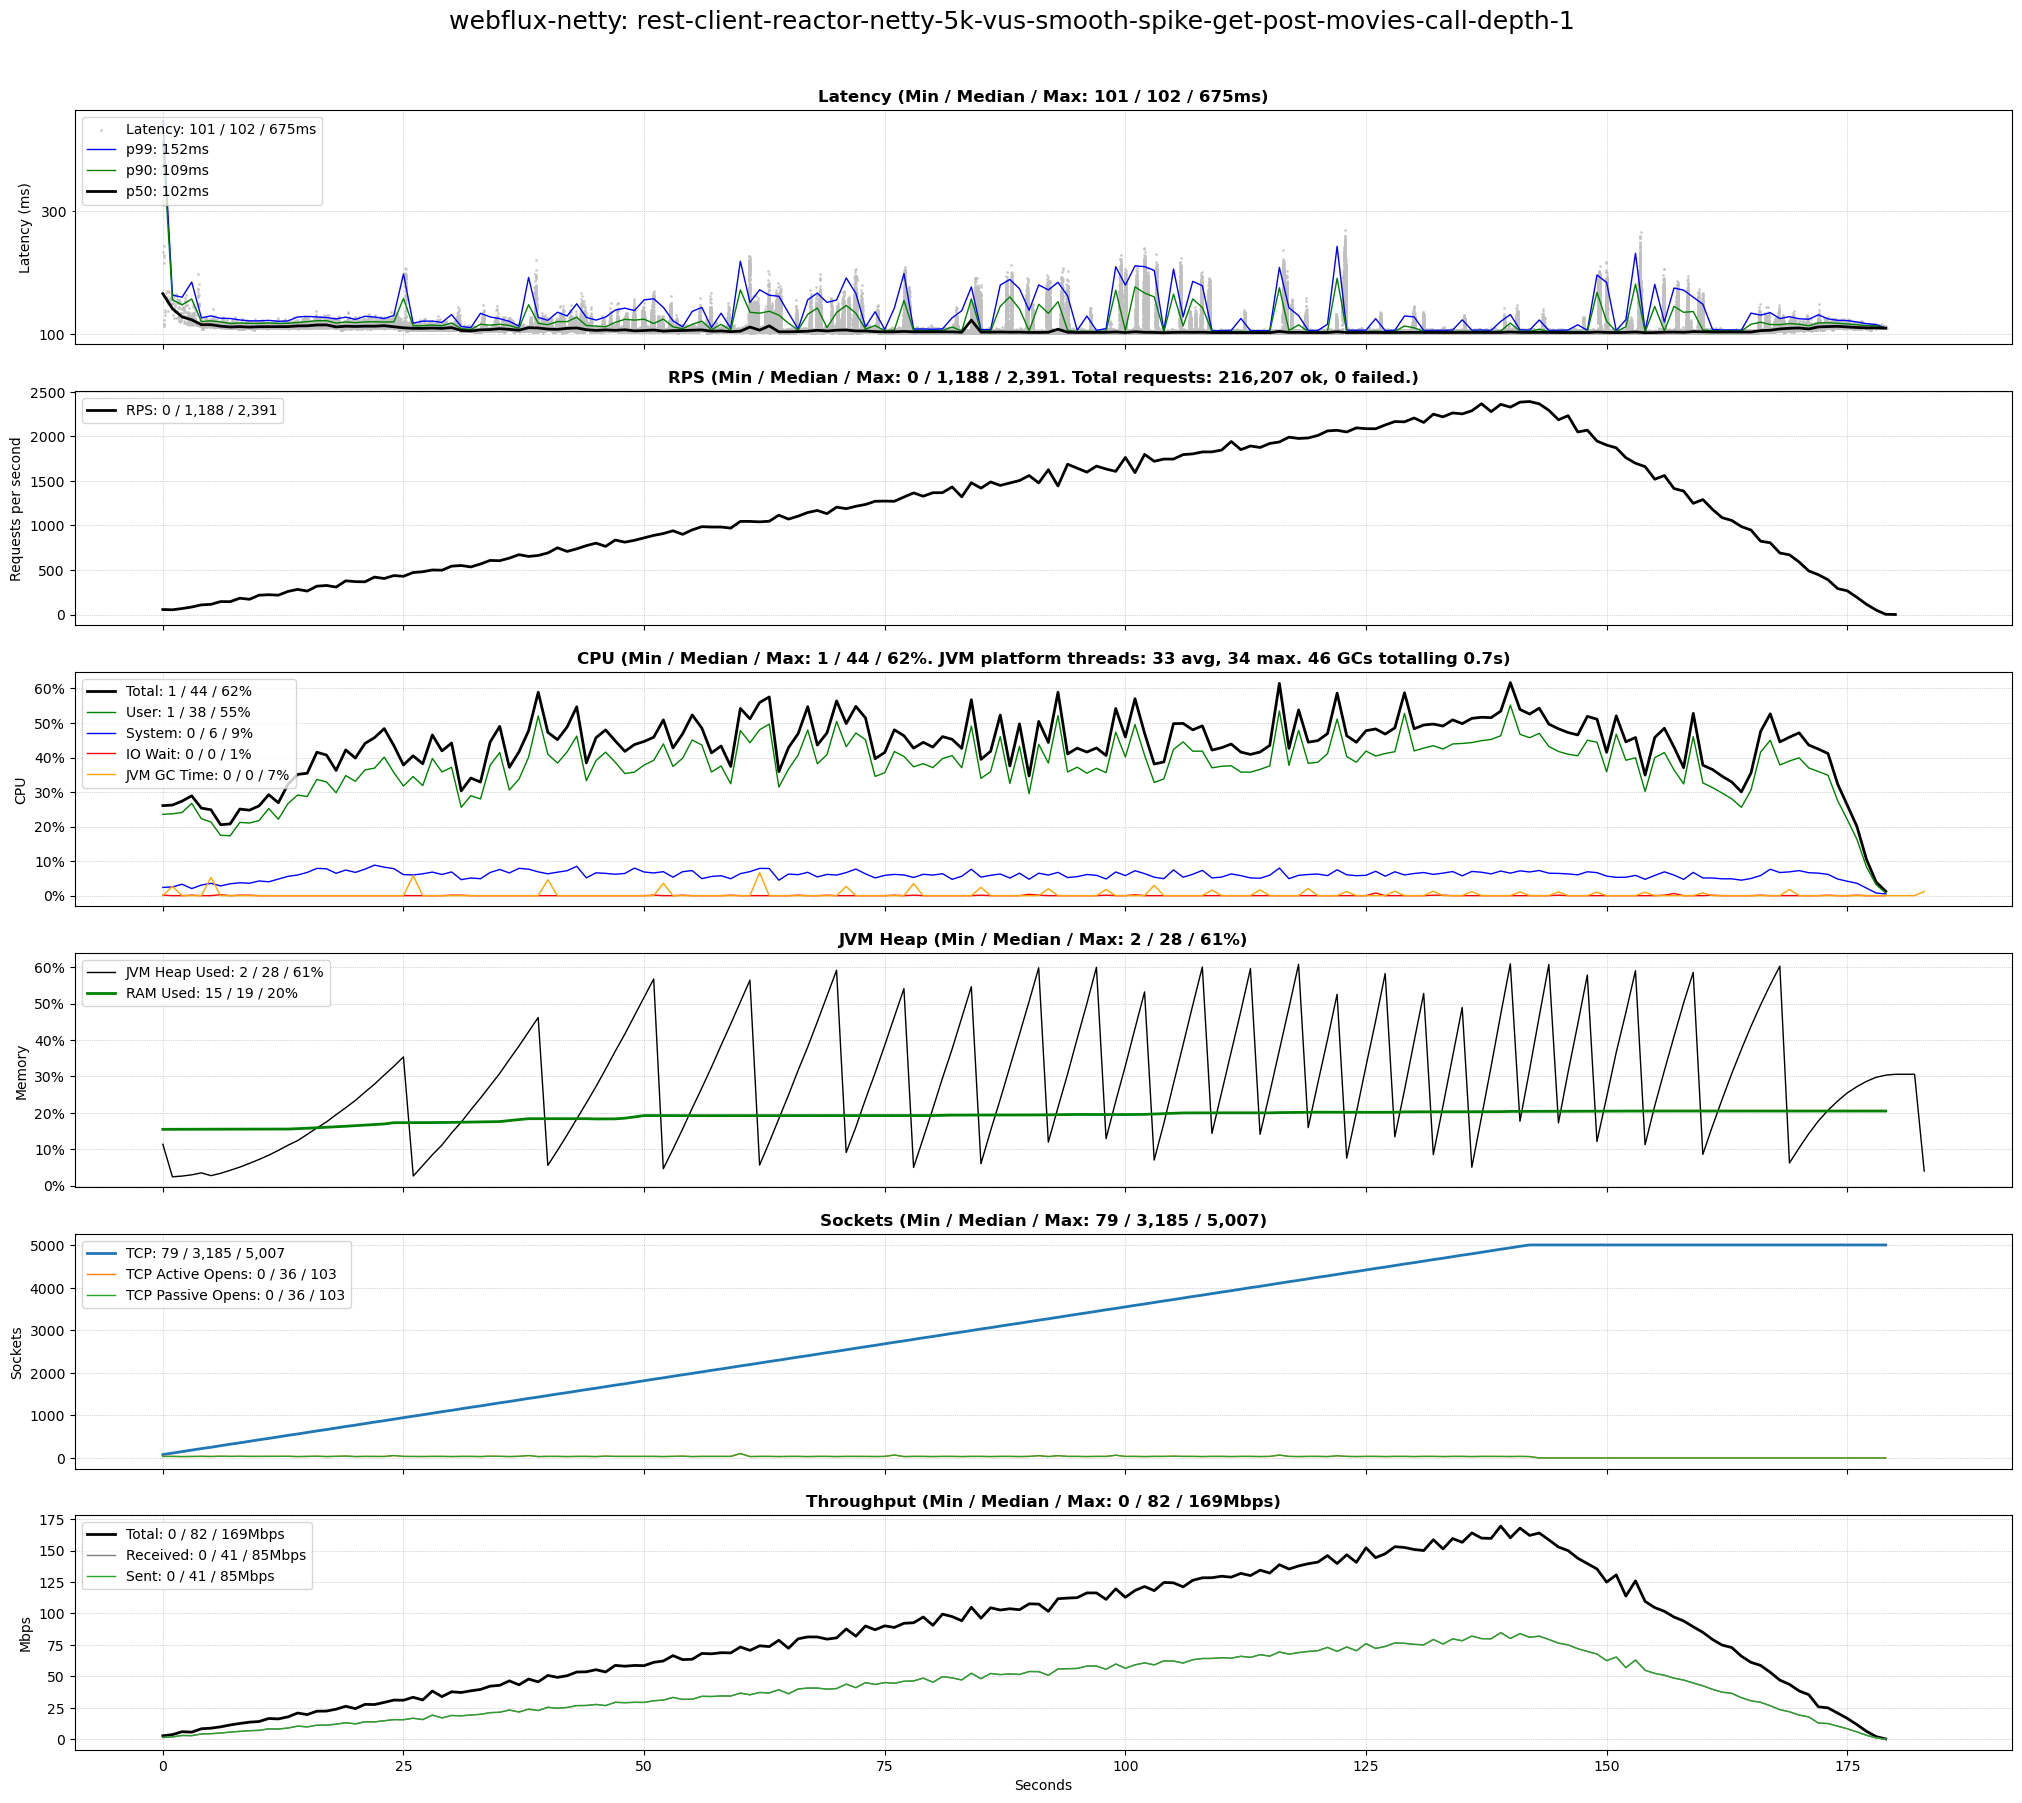 webflux-netty: rest-client-reactor-netty-5k-vus-smooth-spike-get-post-movies-call-depth-1
Latency (Min / Median / Max: 101 / 102 / 675ms)
Latency: 101 / 102 / 675ms
p99: 152ms
p90: 109ms
p50: 102ms
Latency (ms)
300
100
RPS (Min / Median / Max: 0 / 1,188 / 2,391. Total requests: 216,207 ok, 0 failed.)
RPS: 0 / 1,188 / 2,391
Requests per second
2500
2000
1500
1000
500
0
CPU (Min / Median / Max: 1 / 44 / 62%. JVM platform threads: 33 avg, 34 max. 46 GCs totalling 0.7s)
Total: 1 / 44 / 62%
User: 1 / 38 / 55%
System: 0 / 6 / 9%
IO Wait: 0 / 0 / 1%
JVM GC Time: 0 / 0 / 7%
CPU
60%
50%
40%
30%
20%
10%
0%
JVM Heap (Min / Median / Max: 2 / 28 / 61%)
JVM Heap Used: 2 / 28 / 61%
RAM Used: 15 / 19 / 20%
Memory
60%
50%
40%
30%
20%
10%
0%
Sockets (Min / Median / Max: 79 / 3,185 / 5,007)
TCP: 79 / 3,185 / 5,007
TCP Active Opens: 0 / 36 / 103
TCP Passive Opens: 0 / 36 / 103
Sockets
5000
4000
3000
2000
1000
0
Throughput (Min / Median / Max: 0 / 82 / 169Mbps)
Total: 0 / 82 / 169Mbps
Received: 0 / 41 / 85Mbps
Sent: 0 / 41 / 85Mbps
Mbps
175
150
125
100
75
50
25
0
0 25 50 75 100 125 150 175
Seconds